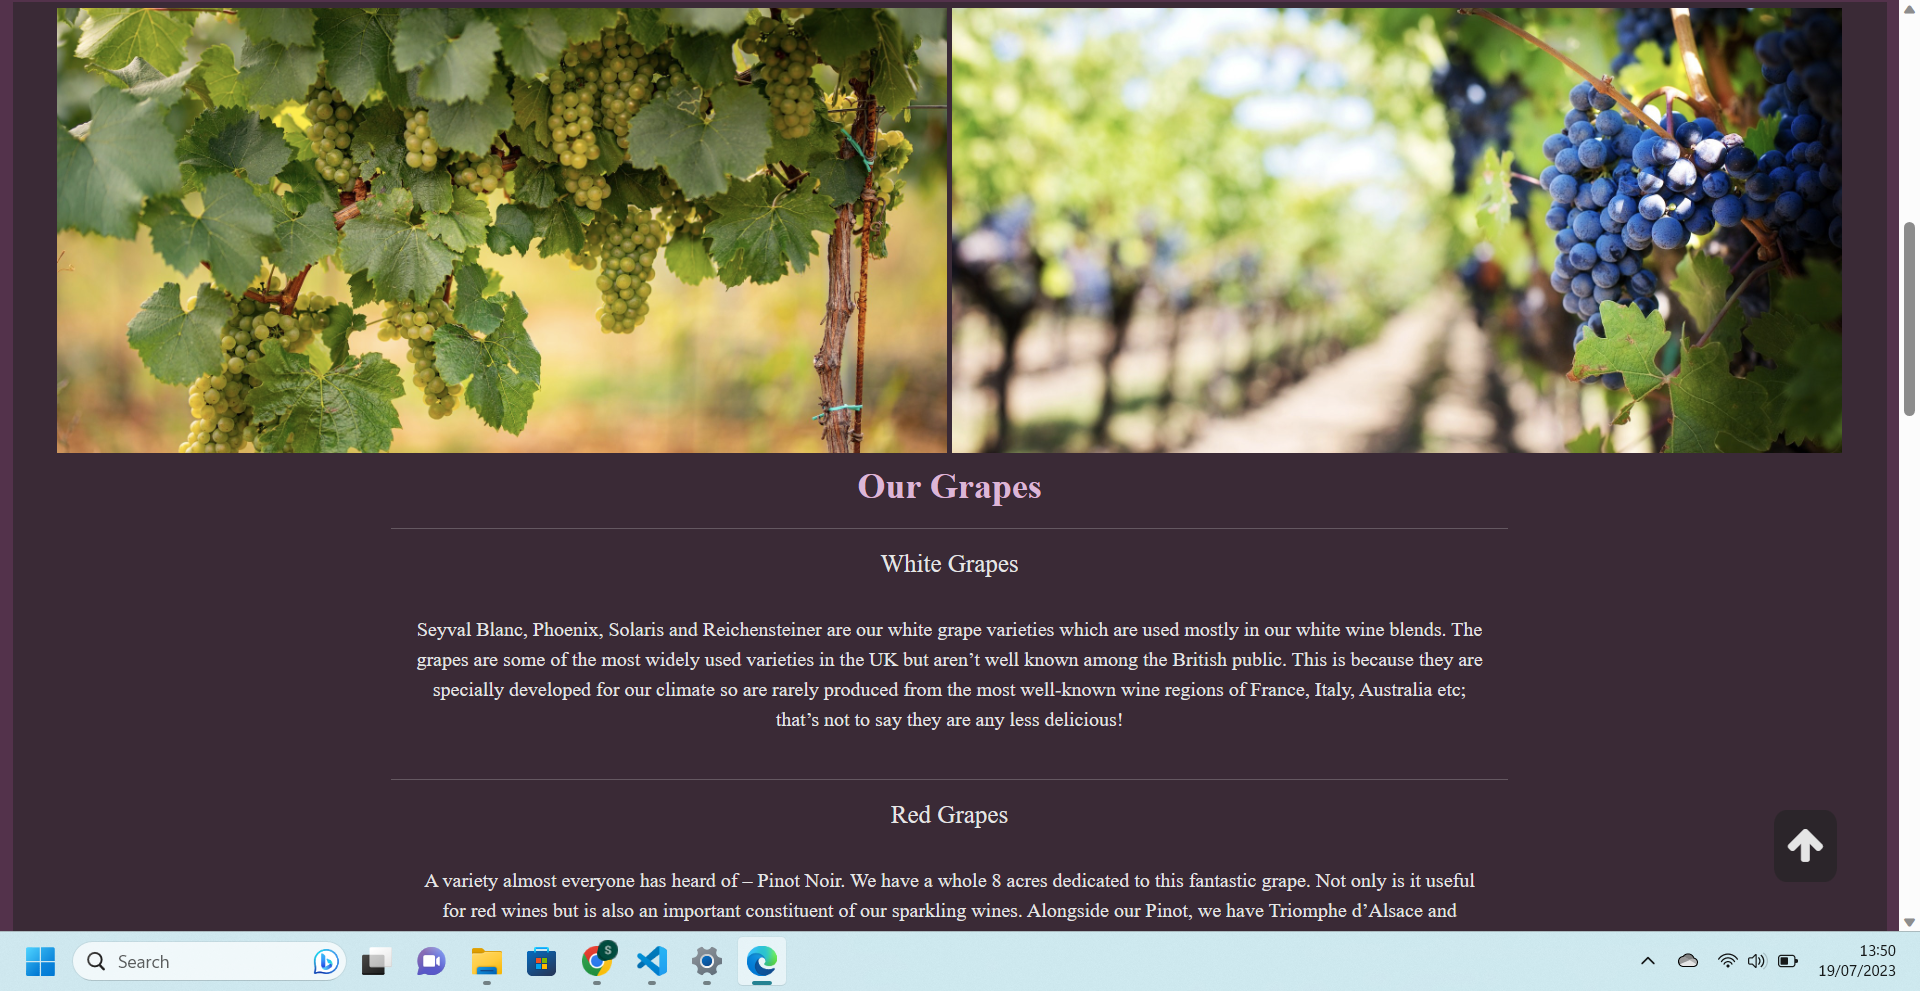 Our Grapes
White Grapes
Seyval Blanc, Phoenix, Solaris and Reichensteiner are our white grape varieties which are used mostly in our white wine blends. The
grapes are some of the most widely used varieties in the UK but aren’t well known among the British public. This is because they are
specially developed for our climate so are rarely produced from the most well-known wine regions of France, Italy, Australia etc;
that’s not to say they are any less delicious!
Red Grapes
A variety almost everyone has heard of – Pinot Noir. We have a whole 8 acres dedicated to this fantastic grape. Not only is it useful
for red wines but is also an important constituent of our sparkling wines. Alongside our Pinot, we have Triomphe d’Alsace and
Search
S
13:50
19/07/2023